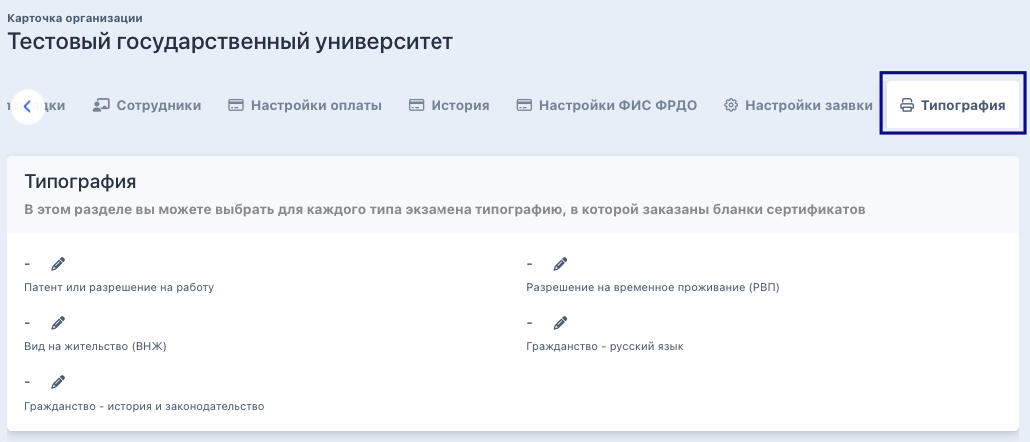 Карточка организации
Тестовый государственный университет
дки Сотрудники Настройки оплаты История Настройки ФИС ФРДО Настройки заявки Типография
Типография
В этом разделе вы можете выбрать для каждого типа экзамена типографию, в которой заказаны бланки сертификатов
- -
Патент или разрешение на работу Разрешение на временное проживание (РВП)
- -
Вид на жительство (ВНЖ) Гражданство - русский язык
-
Гражданство - история и законодательство